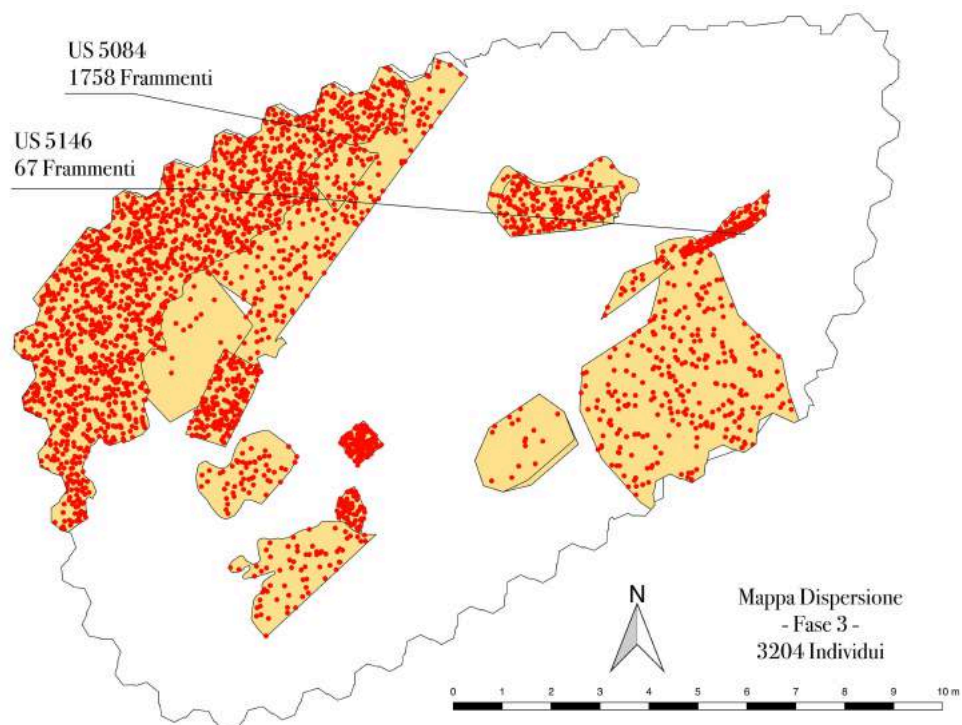 US 5084
1758 Frammenti
US 5146
67 Frammenti
N
Mappa Dispersione
- Fase 3 -
3204 Individui
0 1 2 3 4 5 6 7 8 9 10 m